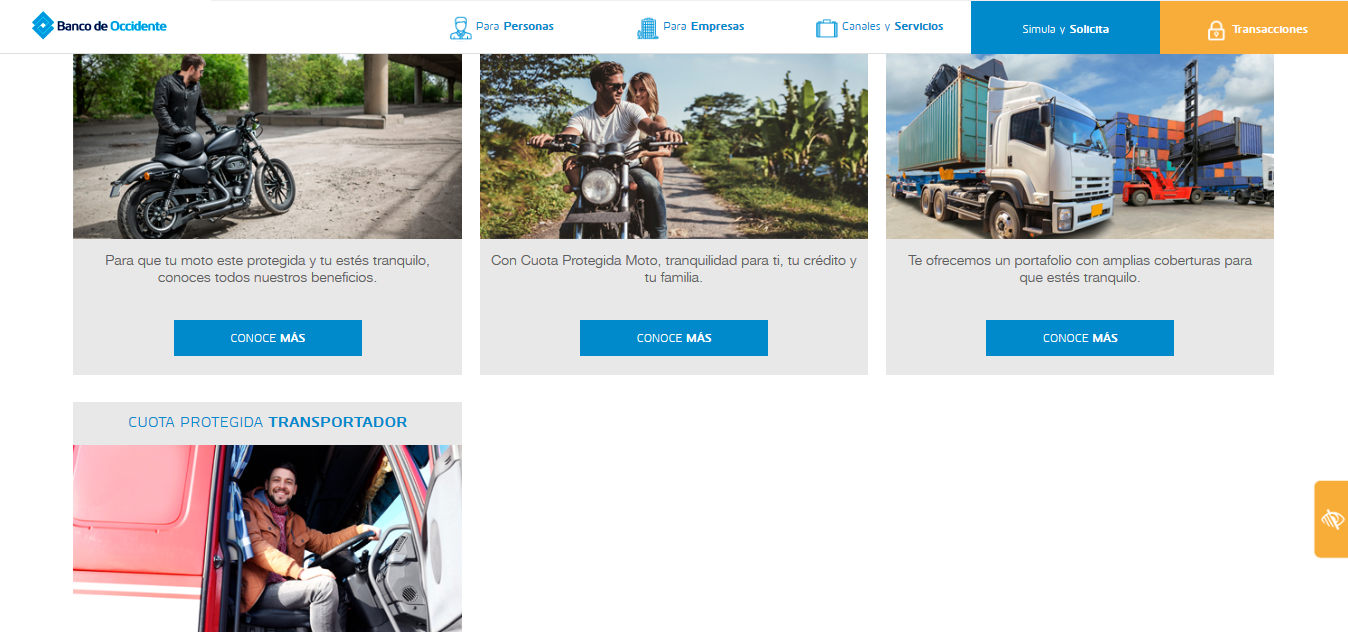 Banco de Occidente
Para Personas
Para Empresas
Canales y Servicios
Simula y Solicita
Transacciones
Para que tu moto este protegida y tu estés tranquilo,
conoces todos nuestros beneficios.
Con Cuota Protegida Moto, tranquilidad para ti, tu crédito y
tu familia.
Te ofrecemos un portafolio con amplias coberturas para
que estés tranquilo.
CONOCE MÁS
CONOCE MÁS
CONOCE MÁS
CUOTA PROTEGIDA TRANSPORTADOR